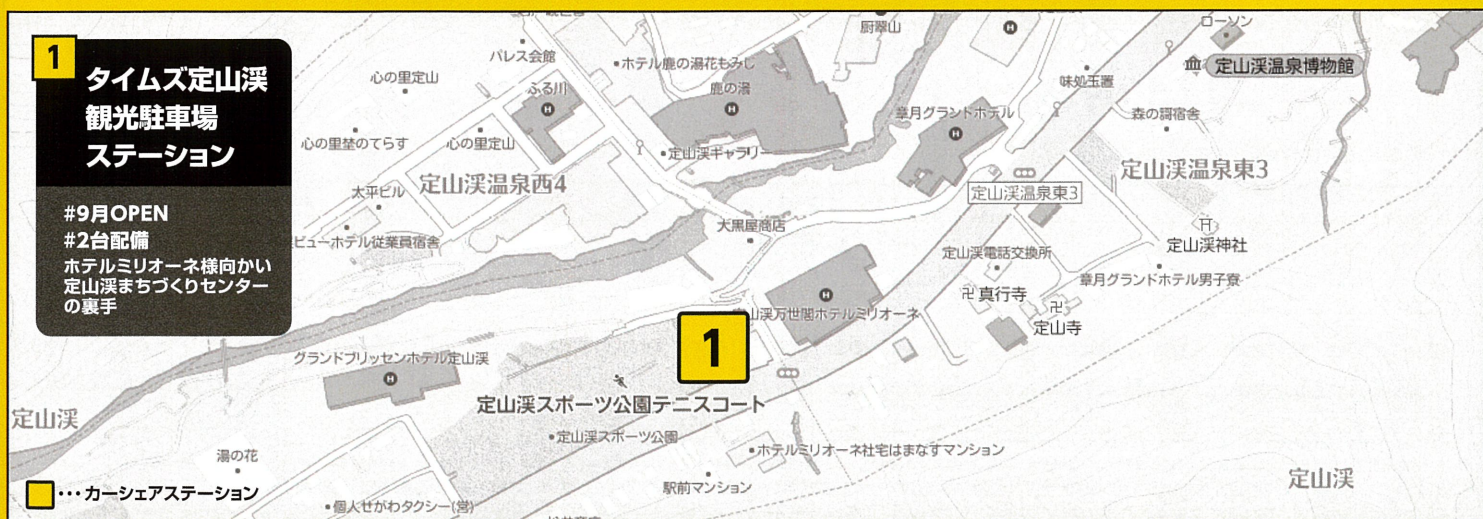 1
タイムズ定山渓
観光駐車場
ステーション
#9月OPEN
#2台配備
ホテルミリオーネ様向かい
定山渓まちづくりセンター
の裏手
パレス会館
心の里定山
ふる川
心の里埜のてらす
心の里定山
太平ビル
定山渓温泉西4
ビューホテル従業員宿舎
ホテル鹿の湯花もみじ
鹿の湯
定山渓ギャラリー
厨翠山
章月グランドホテル
味処玉置
ローソン
定山渓温泉博物館
森の謌宿舎
定山渓温泉東3
定山渓温泉東3
定山渓神社
大黒屋商店
定山渓電話交換所
章月グランドホテル男子寮
真行寺
定山寺
定山渓万世閣ホテルミリオーネ
1
グランドブリッセンホテル定山渓
定山渓スポーツ公園テニスコート
定山渓
定山渓スポーツ公園
湯の花
ホテルミリオーネ社宅はまなすマンション
駅前マンション
定山渓
・・・カーシェアステーション
個人せがわタクシー(営)